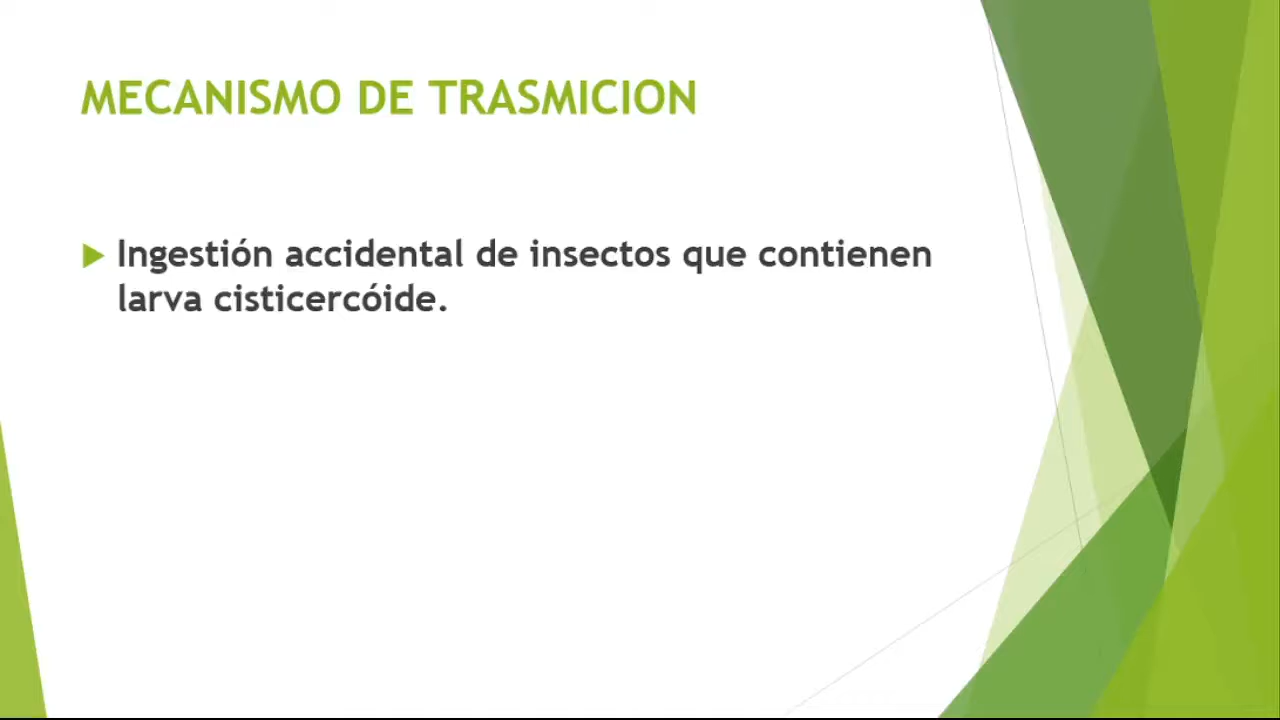 MECANISMO DE TRASMICION
Ingestión accidental de insectos que contienen
larva cisticercóide.